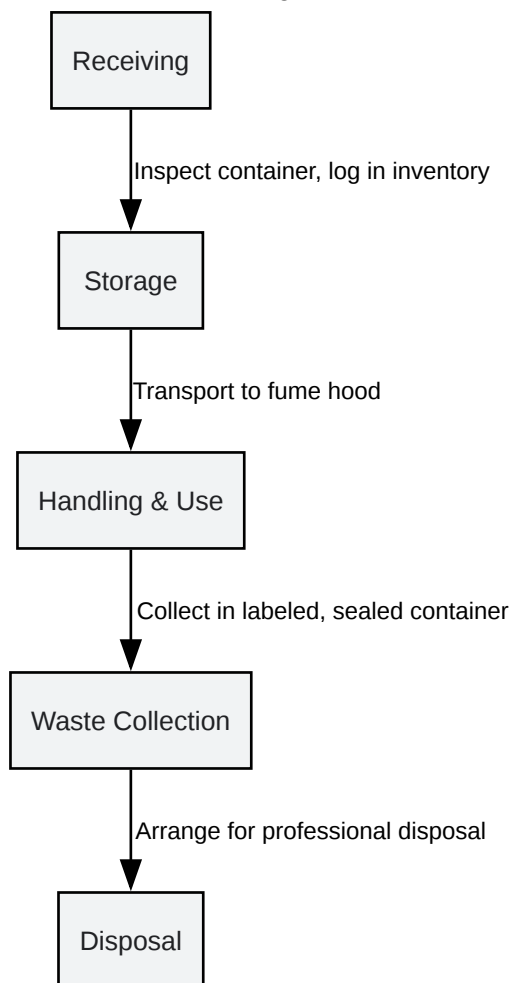 Receiving
Inspect container, log in inventory
Storage
Transport to fume hood
Handling & Use
Collect in labeled, sealed container
Waste Collection
Arrange for professional disposal
Disposal